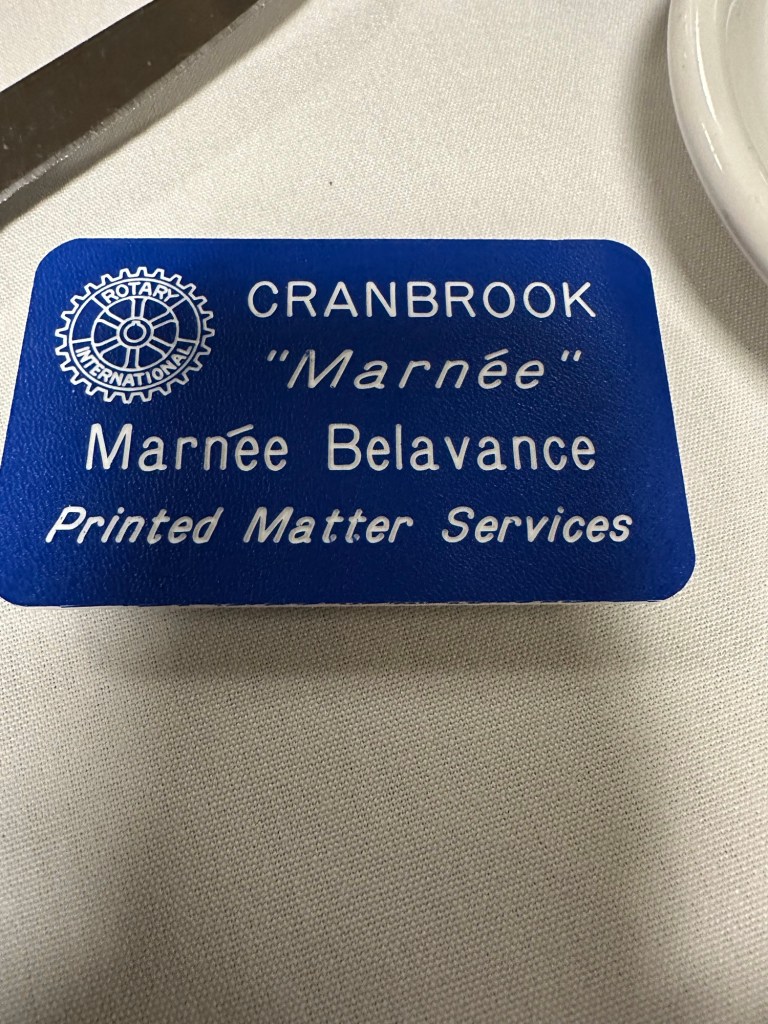 ROTARY
INTERNATIONAL
CRANBROOK
"Marnée"
Marnée Belavance
Printed Matter Services